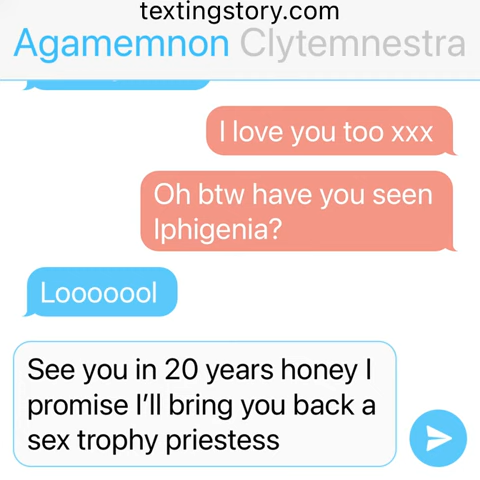 textingstory.com
Agamemnon Clytemnestra
I love you too xxx
Oh btw have you seen
Iphigenia?
Looooool
See you in 20 years honey I
promise I’ll bring you back a
sex trophy priestess